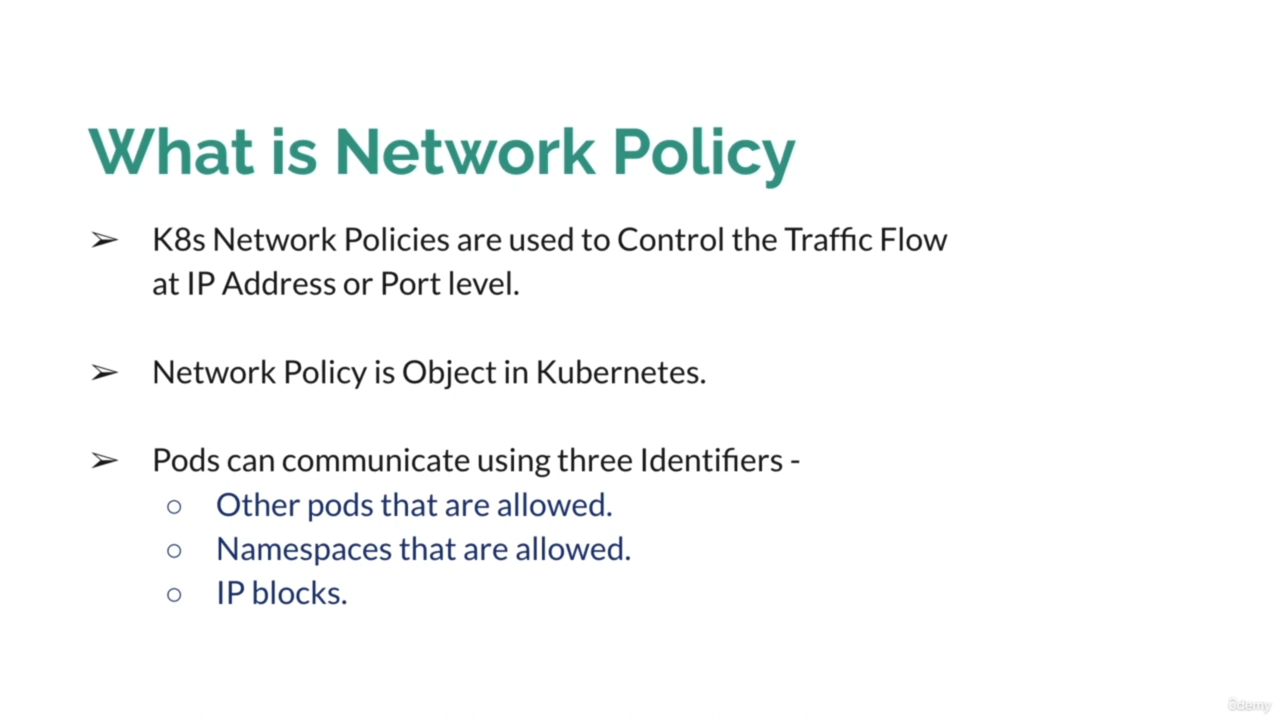 What is Network Policy
➢ K8s Network Policies are used to Control the Traffic Flow
at IP Address or Port level.
➢ Network Policy is Object in Kubernetes.
➢ Pods can communicate using three Identifiers -
○ Other pods that are allowed.
○ Namespaces that are allowed.
○ IP blocks.
ûdemy